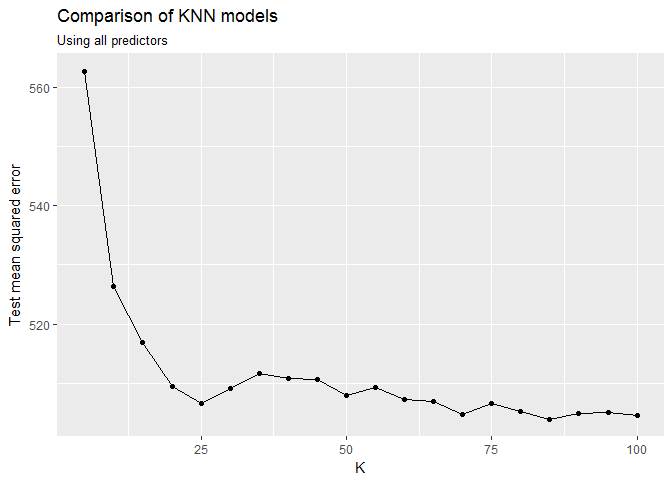 Comparison of KNN models
Using all predictors
Test mean squared error
560
540
520
25
50
75
100
K